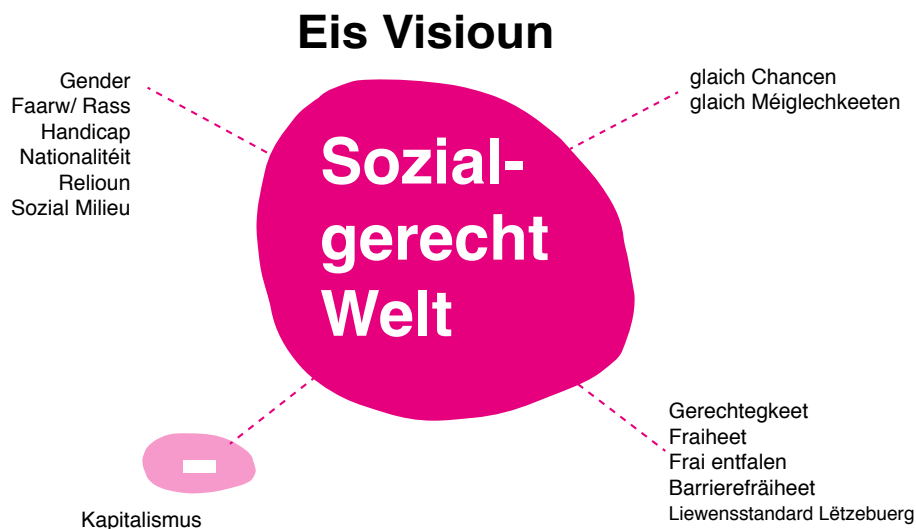 Eis Visioun
Gender
Faarw/ Rass
Handicap
Nationalitéit
Relioun
Sozial Milieu
glaich Chancen
glaich Méiglechkeeten
Sozial-
gerecht
Welt
Kapitalismus
Gerechtegkeet
Fraiheet
Frai entfalen
Barrierefräiheet
Liewensstandard Lëtzebuerg